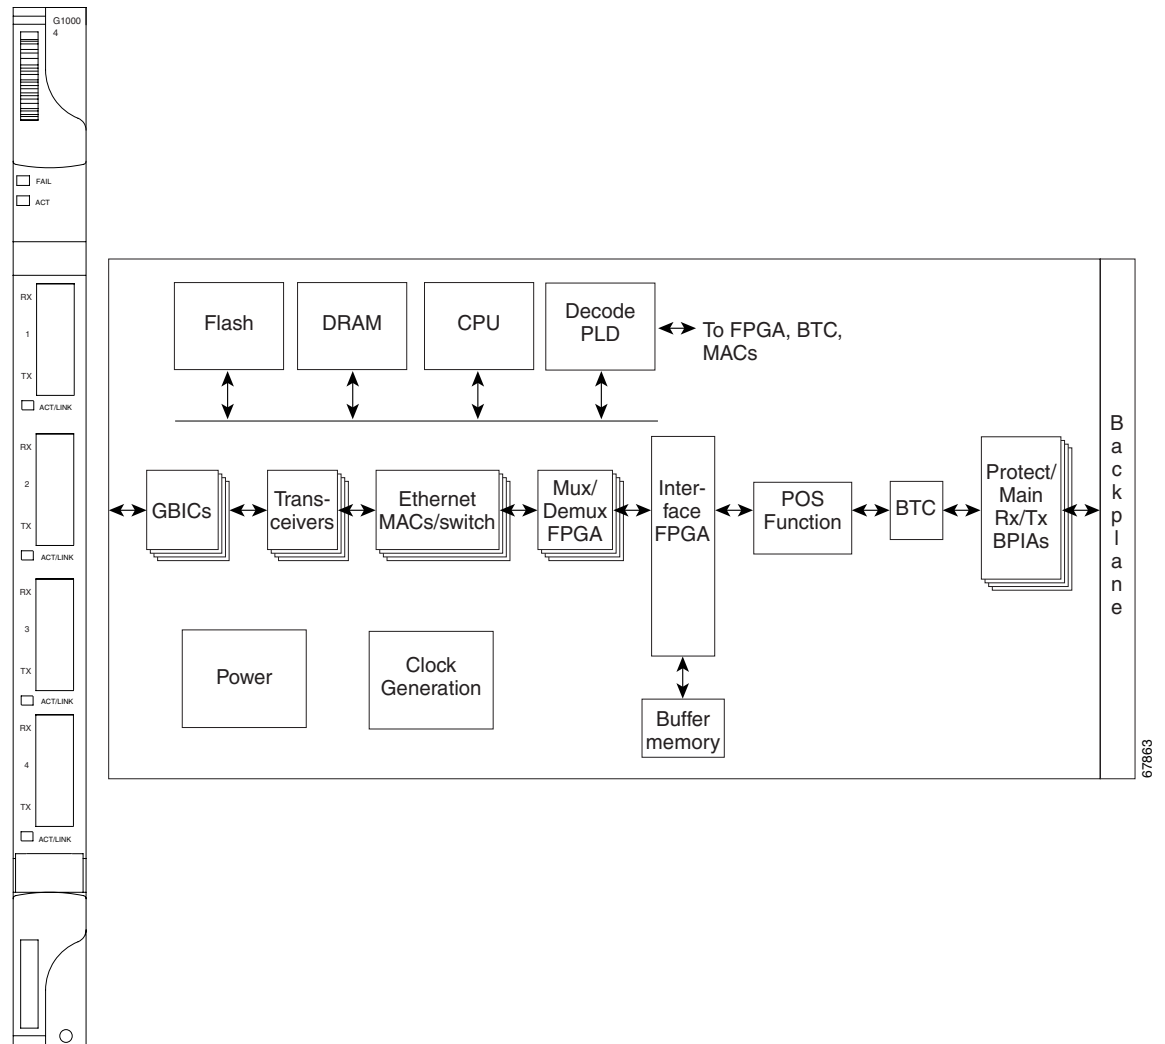 G1000
4
FAIL
ACT
RX
1
TX
ACT/LINK
RX
2
TX
ACT/LINK
RX
3
TX
ACT/LINK
RX
4
TX
ACT/LINK
Flash
DRAM
CPU
Decode
PLD
To FPGA, BTC,
MACs
GBICs
Trans-
ceivers
Ethernet
MACs/switch
Mux/
Demux
FPGA
Inter-
face
FPGA
POS
Function
BTC
Protect/
Main
Rx/Tx
BPIAs
Backplane
Power
Clock
Generation
Buffer
memory
67863